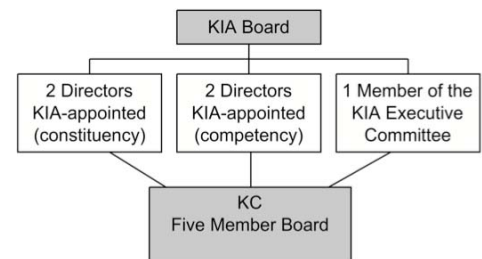 KIA Board
2 Directors
KIA-appointed
(constituency)
2 Directors
KIA-appointed
(competency)
1 Member of the
KIA Executive
Committee
KC
Five Member Board